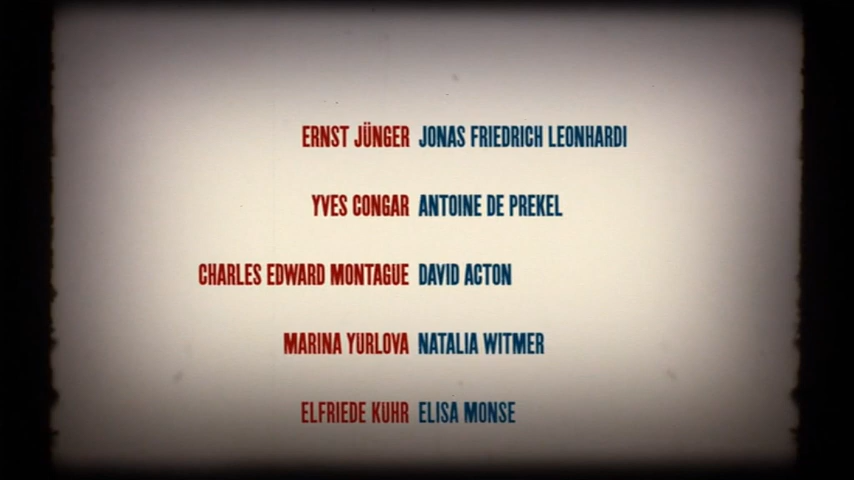 ERNST JÜNGER JONAS FRIEDRICH LEONHARDI
YVES CONGAR ANTOINE DE PREKEL
CHARLES EDWARD MONTAGUE DAVID ACTON
MARINA YURLOVA NATALIA WITMER
ELFRIEDE KUHR ELISA MONSE